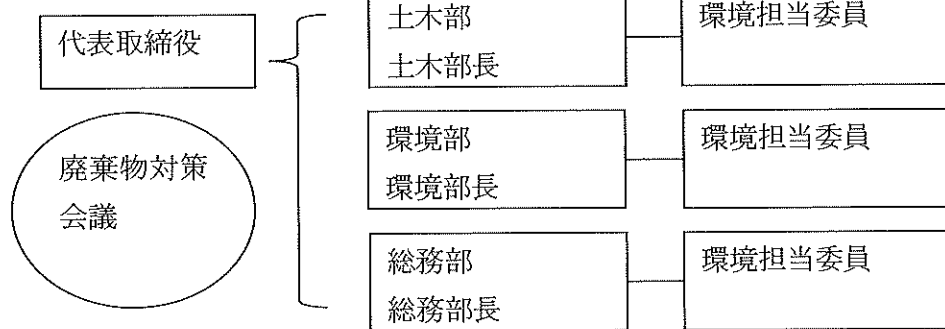 代表取締役
廃棄物対策
会議
土木部
土木部長
環境担当委員
環境部
環境部長
環境担当委員
総務部
総務部長
環境担当委員